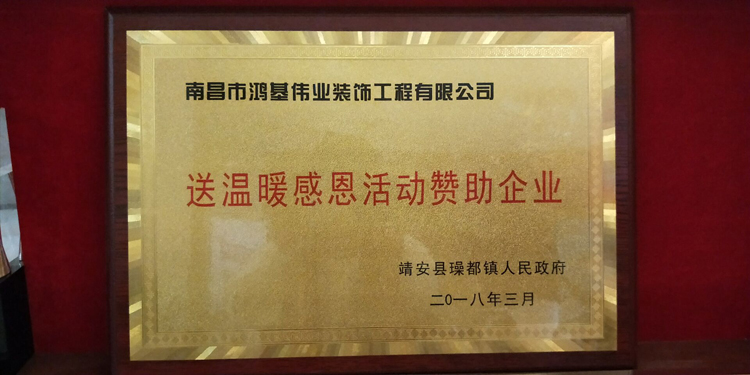 南昌市鸿基伟业装饰工程有限公司
送温暖感恩活动赞助企业
靖安县璪都镇人民政府
二0一八年三月